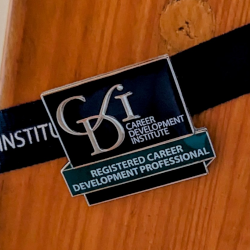 INSTITU
CDI
CAREER
DEVELOPMENT
INSTITUTE
REGISTERED CAREER
DEVELOPMENT PROFESSIONAL